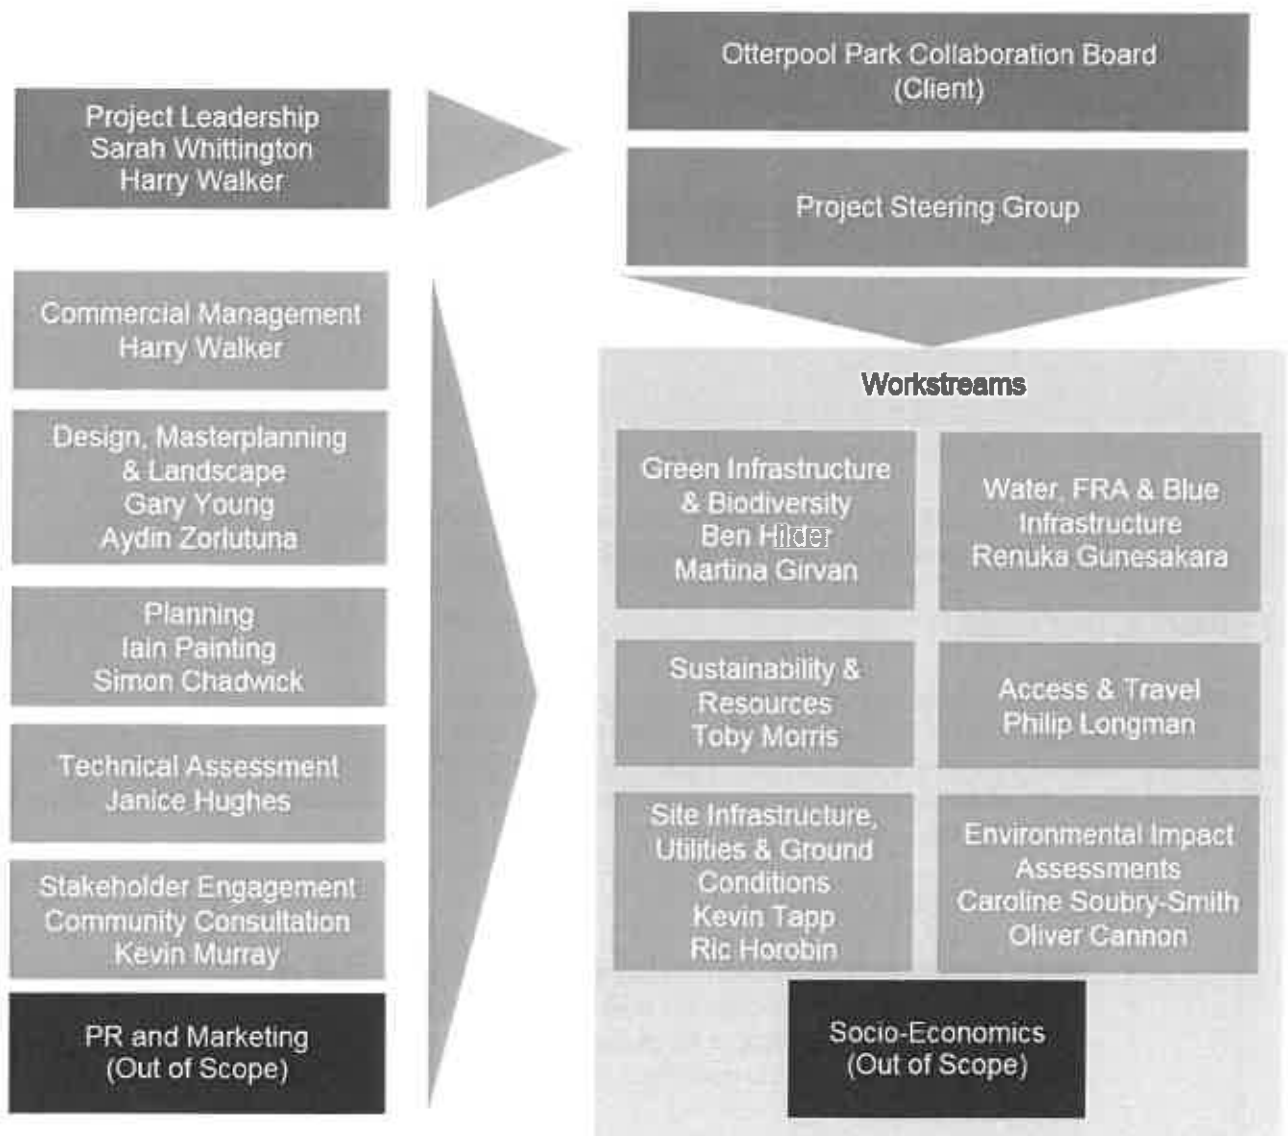 Project Leadership
Sarah Whittington
Harry Walker
Commercial Management
Harry Walker
Design, Masterplanning
& Landscape
Gary Young
Aydin Zorlutuna
Planning
Iain Painting
Simon Chadwick
Technical Assessment
Janice Hughes
Stakeholder Engagement
Community Consultation
Kevin Murray
PR and Marketing
(Out of Scope)
Otterpool Park Collaboration Board
(Client)
Project Steering Group
Workstreams
Green Infrastructure
& Biodiversity
Ben Hilder
Martina Girvan
Water, FRA & Blue
Infrastructure
Renuka Gunesakara
Sustainability &
Resources
Toby Morris
Access & Travel
Philip Longman
Site Infrastructure,
Utilities & Ground
Conditions
Kevin Tapp
Ric Horobin
Environmental Impact
Assessments
Caroline Soubry-Smith
Oliver Cannon
Socio-Economics
(Out of Scope)